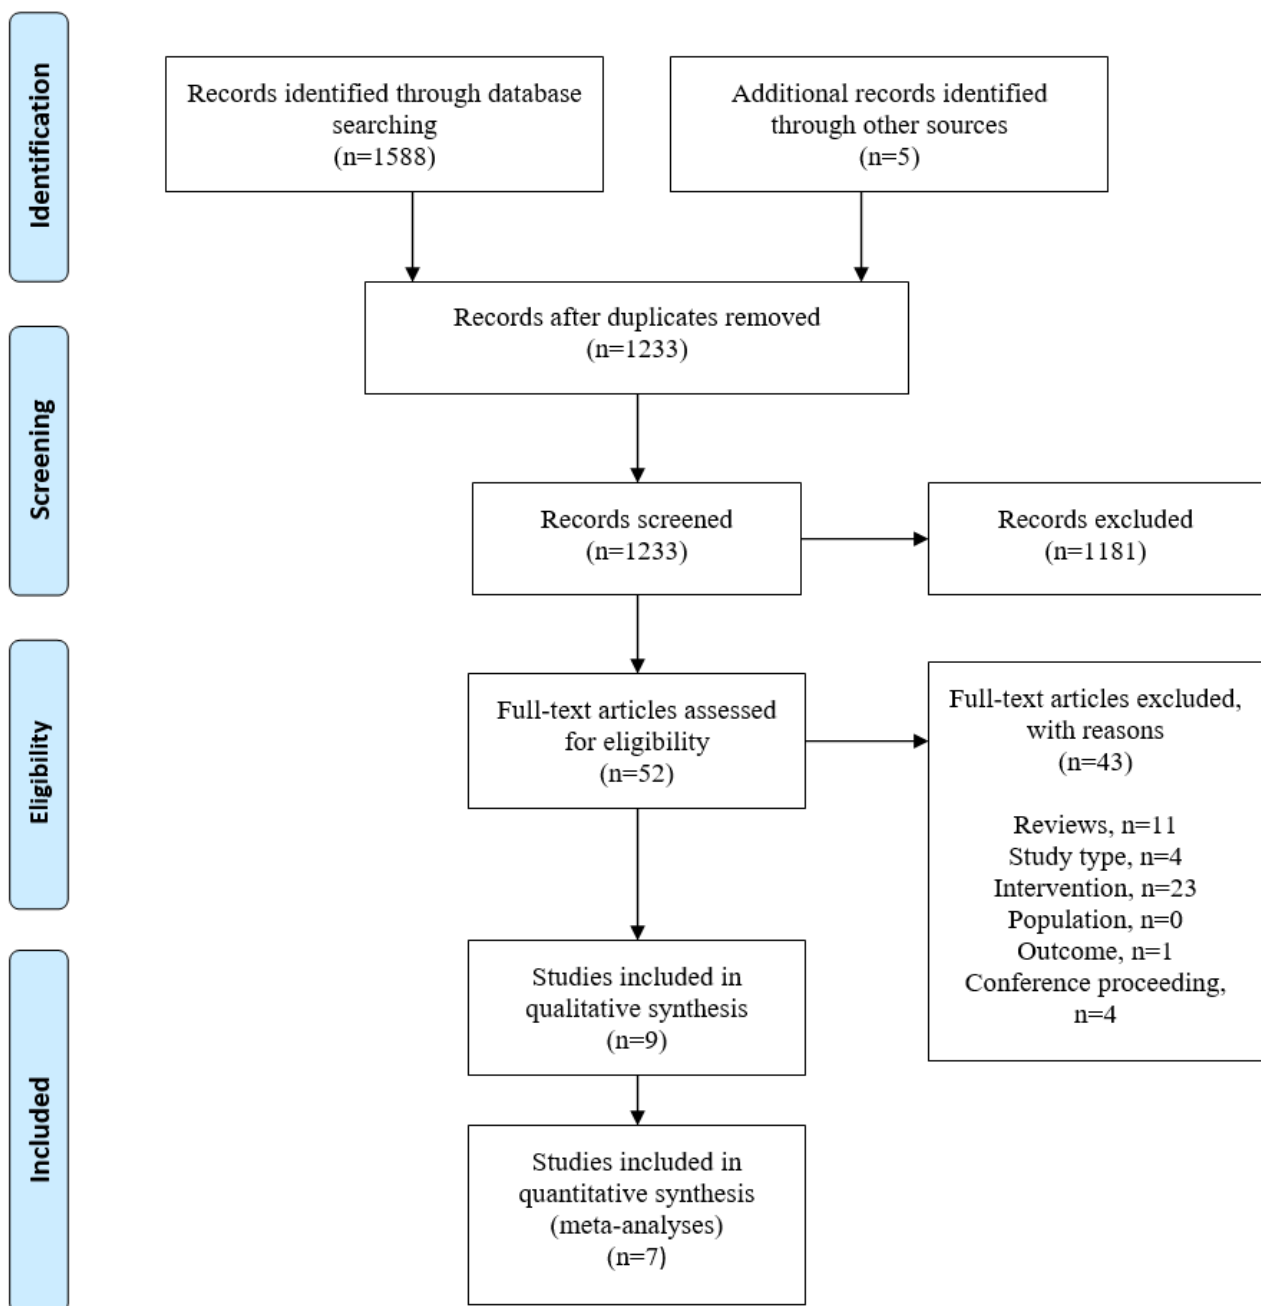 Identification
Records identified through database
searching
(n=1588)
Additional records identified
through other sources
(n=5)
Records after duplicates removed
(n=1233)
Screening
Records screened
(n=1233)
Records excluded
(n=1181)
Eligibility
Full-text articles assessed
for eligibility
(n=52)
Full-text articles excluded,
with reasons
(n=43)
Reviews, n=11
Study type, n=4
Intervention, n=23
Population, n=0
Outcome, n=1
Conference proceeding,
n=4
Included
Studies included in
qualitative synthesis
(n=9)
Studies included in
quantitative synthesis
(meta-analyses)
(n=7)